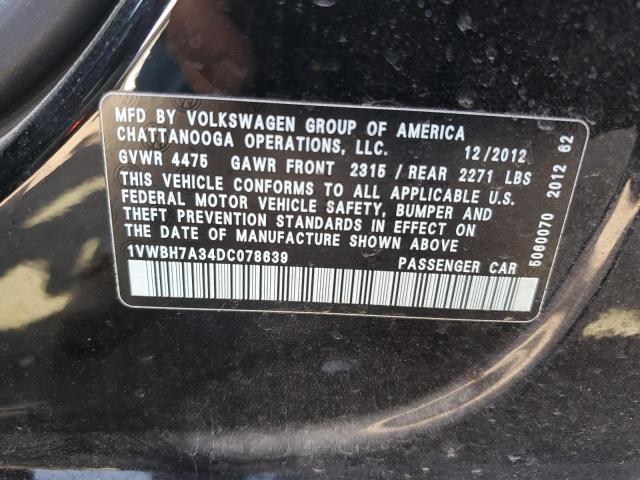 MFD BY VOLKSWAGEN GROUP OF AMERICA
CHATTANOOGA OPERATIONS, LLC. 12/2012
GVWR 4475 GAWR FRONT 2315 / REAR 2271 LBS
THIS VEHICLE CONFORMS TO ALL APPLICABLE U.S.
FEDERAL MOTOR VEHICLE SAFETY, BUMPER AND
THEFT PREVENTION STANDARDS IN EFFECT ON
THE DATE OF MANUFACTURE SHOWN ABOVE.
1VWBH7A34DC078639 PASSENGER CAR
5060070 2012 62